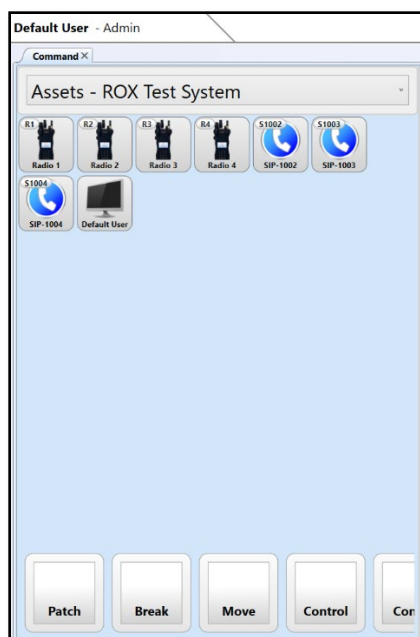 Default User - Admin
Command ×
Assets - ROX Test System
R1 R2 R3 R4 S1002 S1003
Radio 1 Radio 2 Radio 3 Radio 4 SIP-1002 SIP-1003
S1004
SIP-1004 Default User
Patch Break Move Control Con